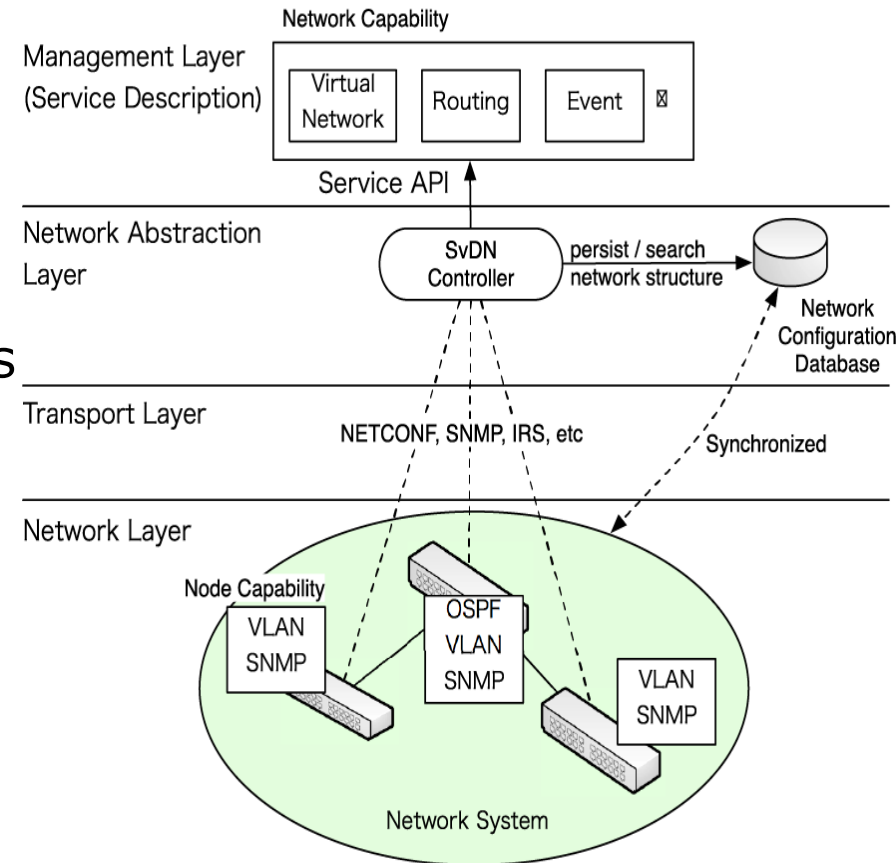 Network Capability
Management Layer
(Service Description)
Virtual
Network
Routing
Event
Service API
Network Abstraction
Layer
SvDN
Controller
persist / search
network structure
Network
Configuration
Database
s
Transport Layer
NETCONF, SNMP, IRS, etc
Synchronized
Network Layer
Node Capability
VLAN
SNMP
OSPF
VLAN
SNMP
VLAN
SNMP
Network System